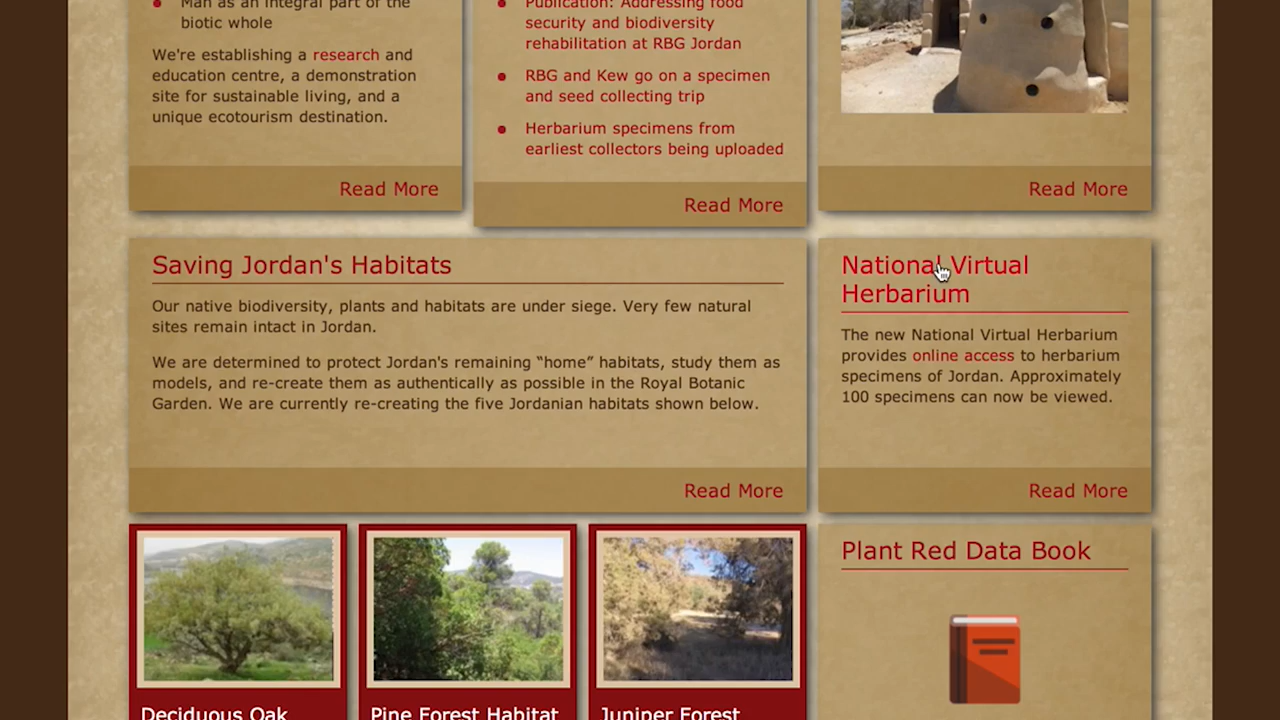 Man as an integral part of the
biotic whole
We're establishing a research and
education centre, a demonstration
site for sustainable living, and a
unique ecotourism destination.
Read More
Publication: Addressing food
security and biodiversity
rehabilitation at RBG Jordan
RBG and Kew go on a specimen
and seed collecting trip
Herbarium specimens from
earliest collectors being uploaded
Read More
Read More
Saving Jordan's Habitats
Our native biodiversity, plants and habitats are under siege. Very few natural
sites remain intact in Jordan.
We are determined to protect Jordan's remaining “home” habitats, study them as
models, and re-create them as authentically as possible in the Royal Botanic
Garden. We are currently re-creating the five Jordanian habitats shown below.
Read More
National Virtual
Herbarium
The new National Virtual Herbarium
provides online access to herbarium
specimens of Jordan. Approximately
100 specimens can now be viewed.
Read More
Deciduous Oak
Pine Forest Habitat
Juniper Forest
Plant Red Data Book